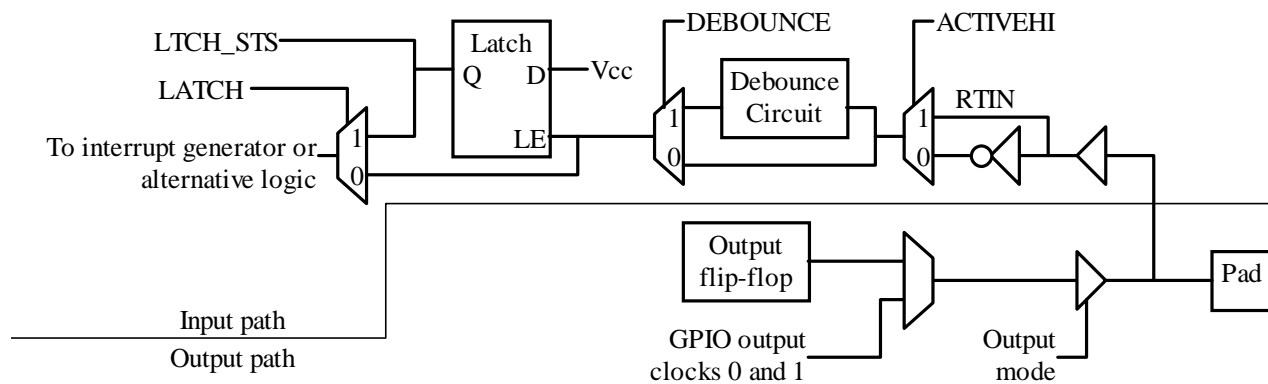 DEBOUNCE
ACTIVEHI
LTCH_STS
Latch
Q
D
Vcc
Debounce
Circuit
RTIN
LATCH
1
0
LE
1
0
1
0
To interrupt generator or
alternative logic
Output
flip-flop
Pad
Input path
Output path
GPIO output
clocks 0 and 1
Output
mode